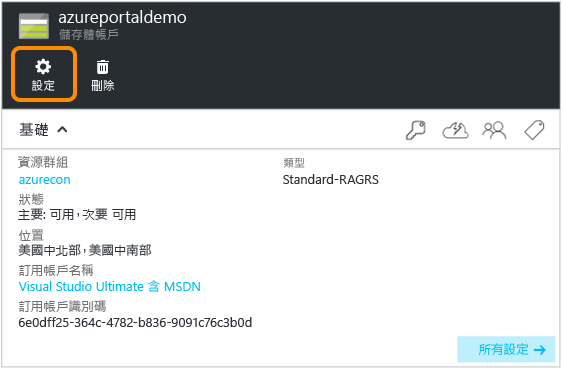 azureportaldemo
儲存體帳戶
設定
刪除
基礎
資源群組
azurecon
類型
Standard-RAGRS
狀態
主要: 可用，次要 可用
位置
美國中北部，美國中南部
訂用帳戶名稱
Visual Studio Ultimate 含 MSDN
訂用帳戶識別碼
6e0dff25-364c-4782-b836-9091c76c3b0d
所有設定